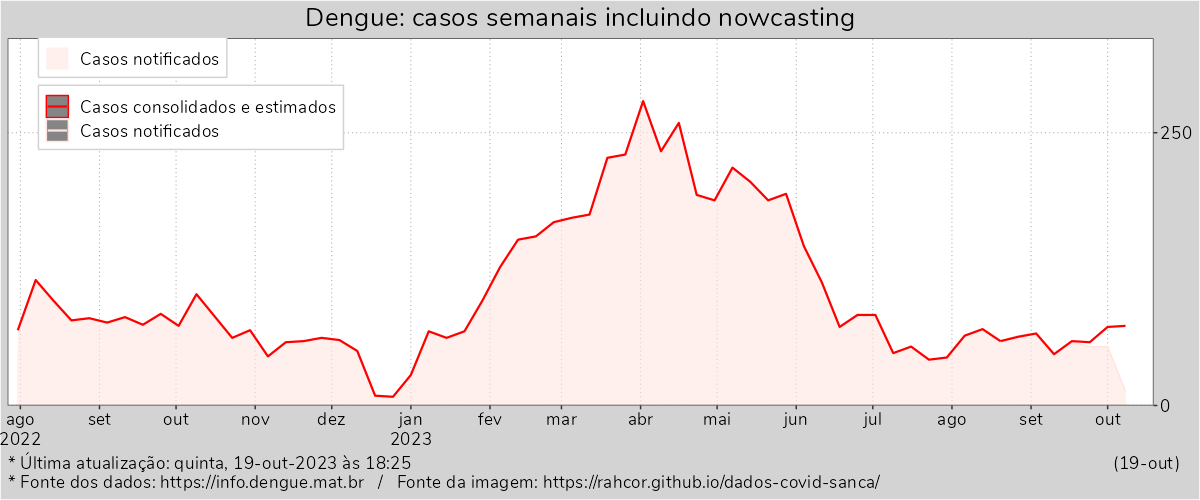 Dengue: casos semanais incluindo nowcasting
Casos notificados
Casos consolidados e estimados
Casos notificados
250
0
ago set out nov dez jan fev mar abr mai jun jul ago set out
2022 2023
* Última atualização: quinta, 19-out-2023 às 18:25 (19-out)
* Fonte dos dados: https://info.dengue.mat.br / Fonte da imagem: https://rahcor.github.io/dados-covid-sanca/